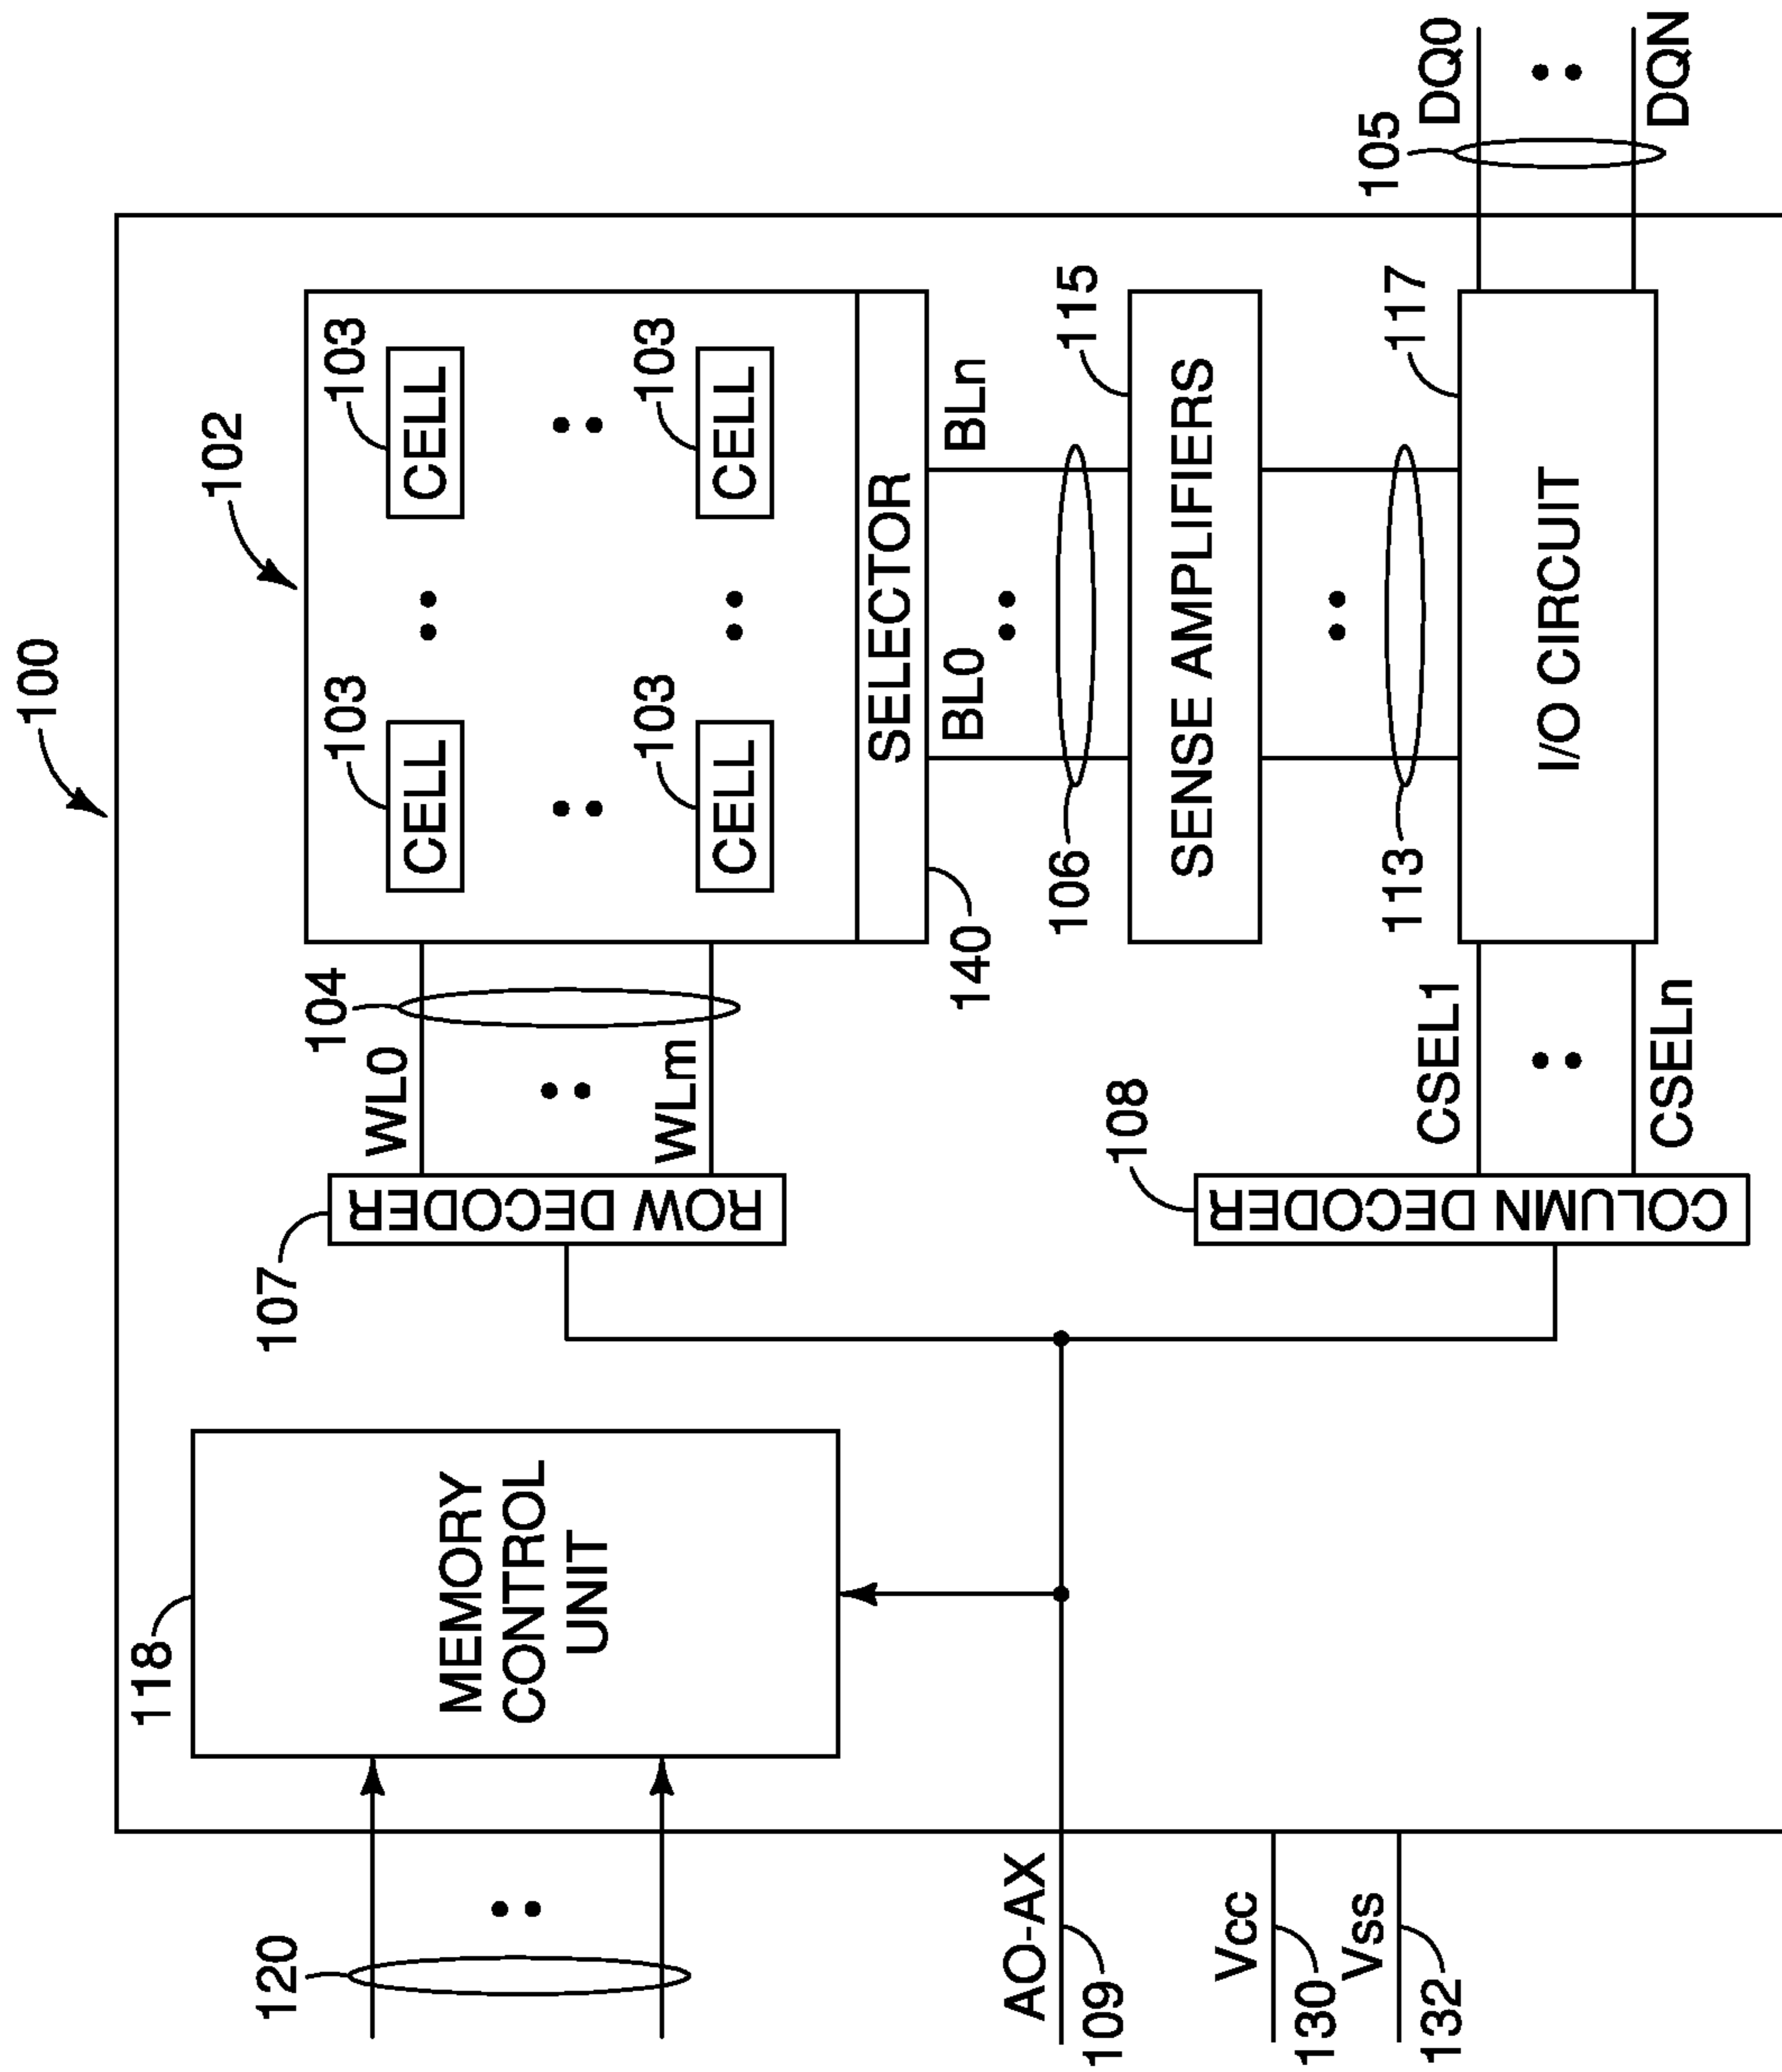 100
102
118
MEMORY
CONTROL
UNIT
120
107
ROW DECODER
104
WL0
WLm
103
CELL
103
CELL
103
CELL
103
CELL
SELECTOR
140
BL0
BLn
106
115
SENSE AMPLIFIERS
113
117
I/O CIRCUIT
108
COLUMN DECODER
CSEL1
CSELn
105
DQ0
DQN
AO-AX
109
Vcc
130
Vss
132